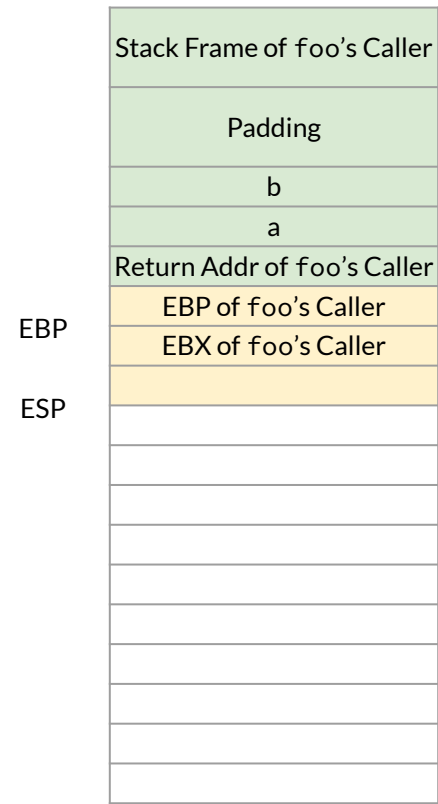 Stack Frame of foo’s Caller
Padding
b
a
Return Addr of foo’s Caller
EBP of foo’s Caller
EBP
EBX of foo’s Caller
ESP